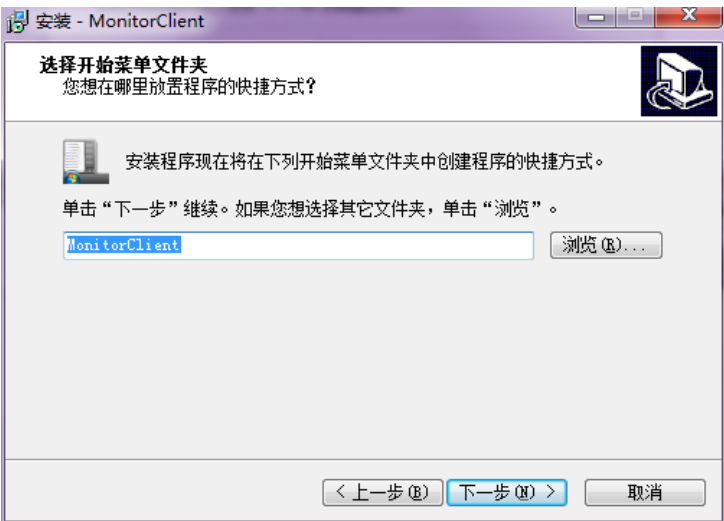 安装 - MonitorClient
选择开始菜单文件夹
您想在哪里放置程序的快捷方式?
安装程序现在将在下列开始菜单文件夹中创建程序的快捷方式。
单击“下一步”继续。如果您想选择其它文件夹，单击“浏览”。
MonitorClient
浏览(R)...
< 上一步(B)
下一步(N) >
取消